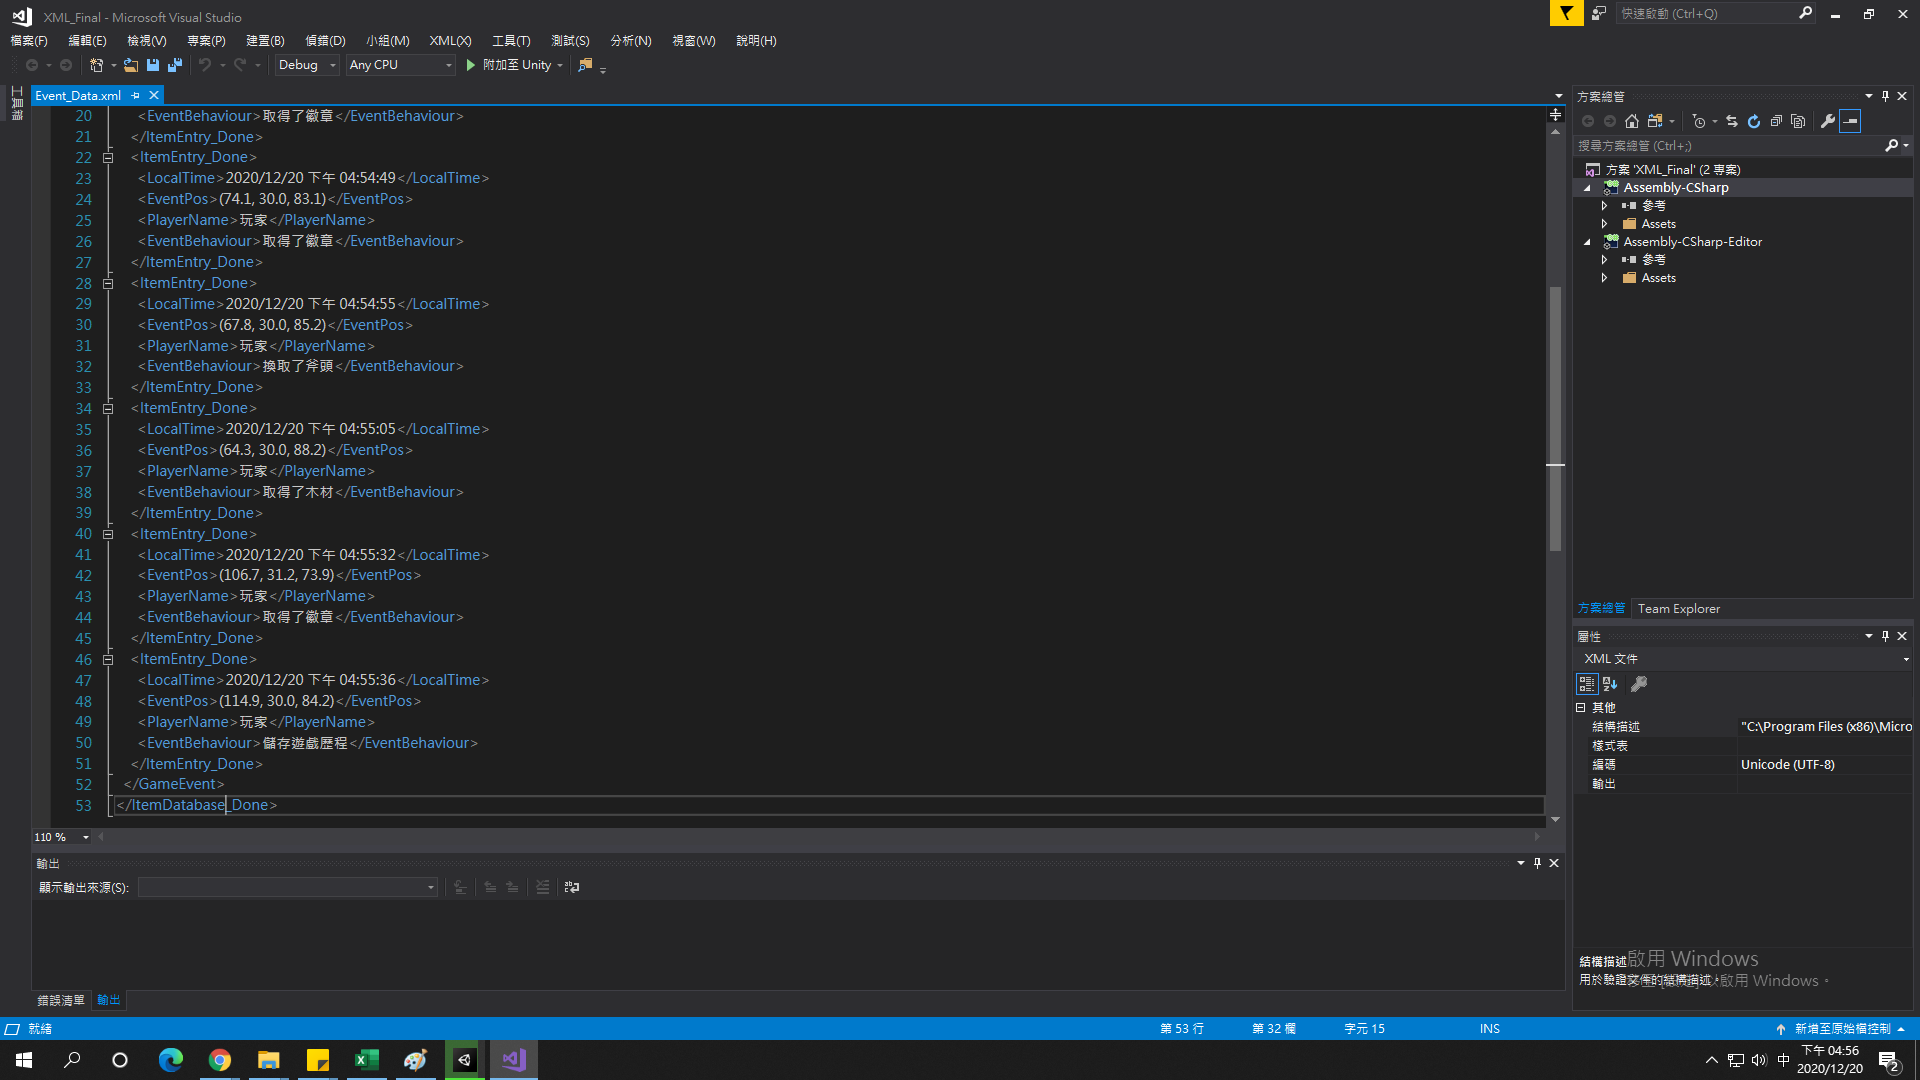 XML_Final - Microsoft Visual Studio
快速啟動 (Ctrl+Q)
檔案(F) 編輯(E) 檢視(V) 專案(P) 建置(B) 偵錯(D) 小組(M) XML(X) 工具(T) 測試(S) 分析(N) 視窗(W) 說明(H)
Debug Any CPU 附加至 Unity
工具箱
Event_Data.xml
20 <EventBehaviour>取得了徽章</EventBehaviour>
21 </ItemEntry_Done>
22 <ItemEntry_Done>
23 <LocalTime>2020/12/20 下午 04:54:49</LocalTime>
24 <EventPos>(74.1, 30.0, 83.1)</EventPos>
25 <PlayerName>玩家</PlayerName>
26 <EventBehaviour>取得了徽章</EventBehaviour>
27 </ItemEntry_Done>
28 <ItemEntry_Done>
29 <LocalTime>2020/12/20 下午 04:54:55</LocalTime>
30 <EventPos>(67.8, 30.0, 85.2)</EventPos>
31 <PlayerName>玩家</PlayerName>
32 <EventBehaviour>換取了斧頭</EventBehaviour>
33 </ItemEntry_Done>
34 <ItemEntry_Done>
35 <LocalTime>2020/12/20 下午 04:55:05</LocalTime>
36 <EventPos>(64.3, 30.0, 88.2)</EventPos>
37 <PlayerName>玩家</PlayerName>
38 <EventBehaviour>取得了木材</EventBehaviour>
39 </ItemEntry_Done>
40 <ItemEntry_Done>
41 <LocalTime>2020/12/20 下午 04:55:32</LocalTime>
42 <EventPos>(106.7, 31.2, 73.9)</EventPos>
43 <PlayerName>玩家</PlayerName>
44 <EventBehaviour>取得了徽章</EventBehaviour>
45 </ItemEntry_Done>
46 <ItemEntry_Done>
47 <LocalTime>2020/12/20 下午 04:55:36</LocalTime>
48 <EventPos>(114.9, 30.0, 84.2)</EventPos>
49 <PlayerName>玩家</PlayerName>
50 <EventBehaviour>儲存遊戲歷程</EventBehaviour>
51 </ItemEntry_Done>
52 </GameEvent>
53 </ItemDatabase_Done>
110 %
輸出
顯示輸出來源(S):
錯誤清單 輸出
方案總管
搜尋方案總管 (Ctrl+;)
方案 'XML_Final' (2 專案)
Assembly-CSharp
參考
Assets
Assembly-CSharp-Editor
參考
Assets
方案總管 Team Explorer
屬性
XML 文件
其他
結構描述 "C:\Program Files (x86)\Micro
樣式表
編碼 Unicode (UTF-8)
輸出
結構描述
啟用 Windows
用於驗證文件的結構描述。
以啟用 Windows。
就緒 第 53 行 第 32 欄 字元 15 INS 新增至原始檔控制
中 下午 04:56
2020/12/20
2